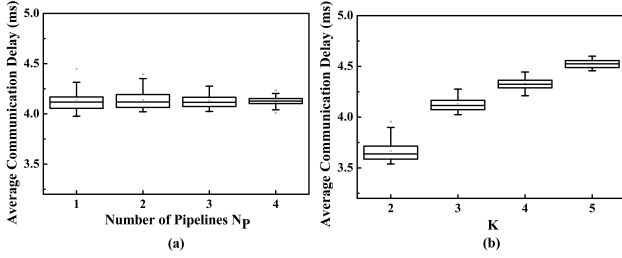 Average Communication Delay (ms)
5.0
4.5
4.0
3.5
1 2 3 4
Number of Pipelines NP
(a)
Average Communication Delay (ms)
5.0
4.5
4.0
3.5
2 3 4 5
K
(b)